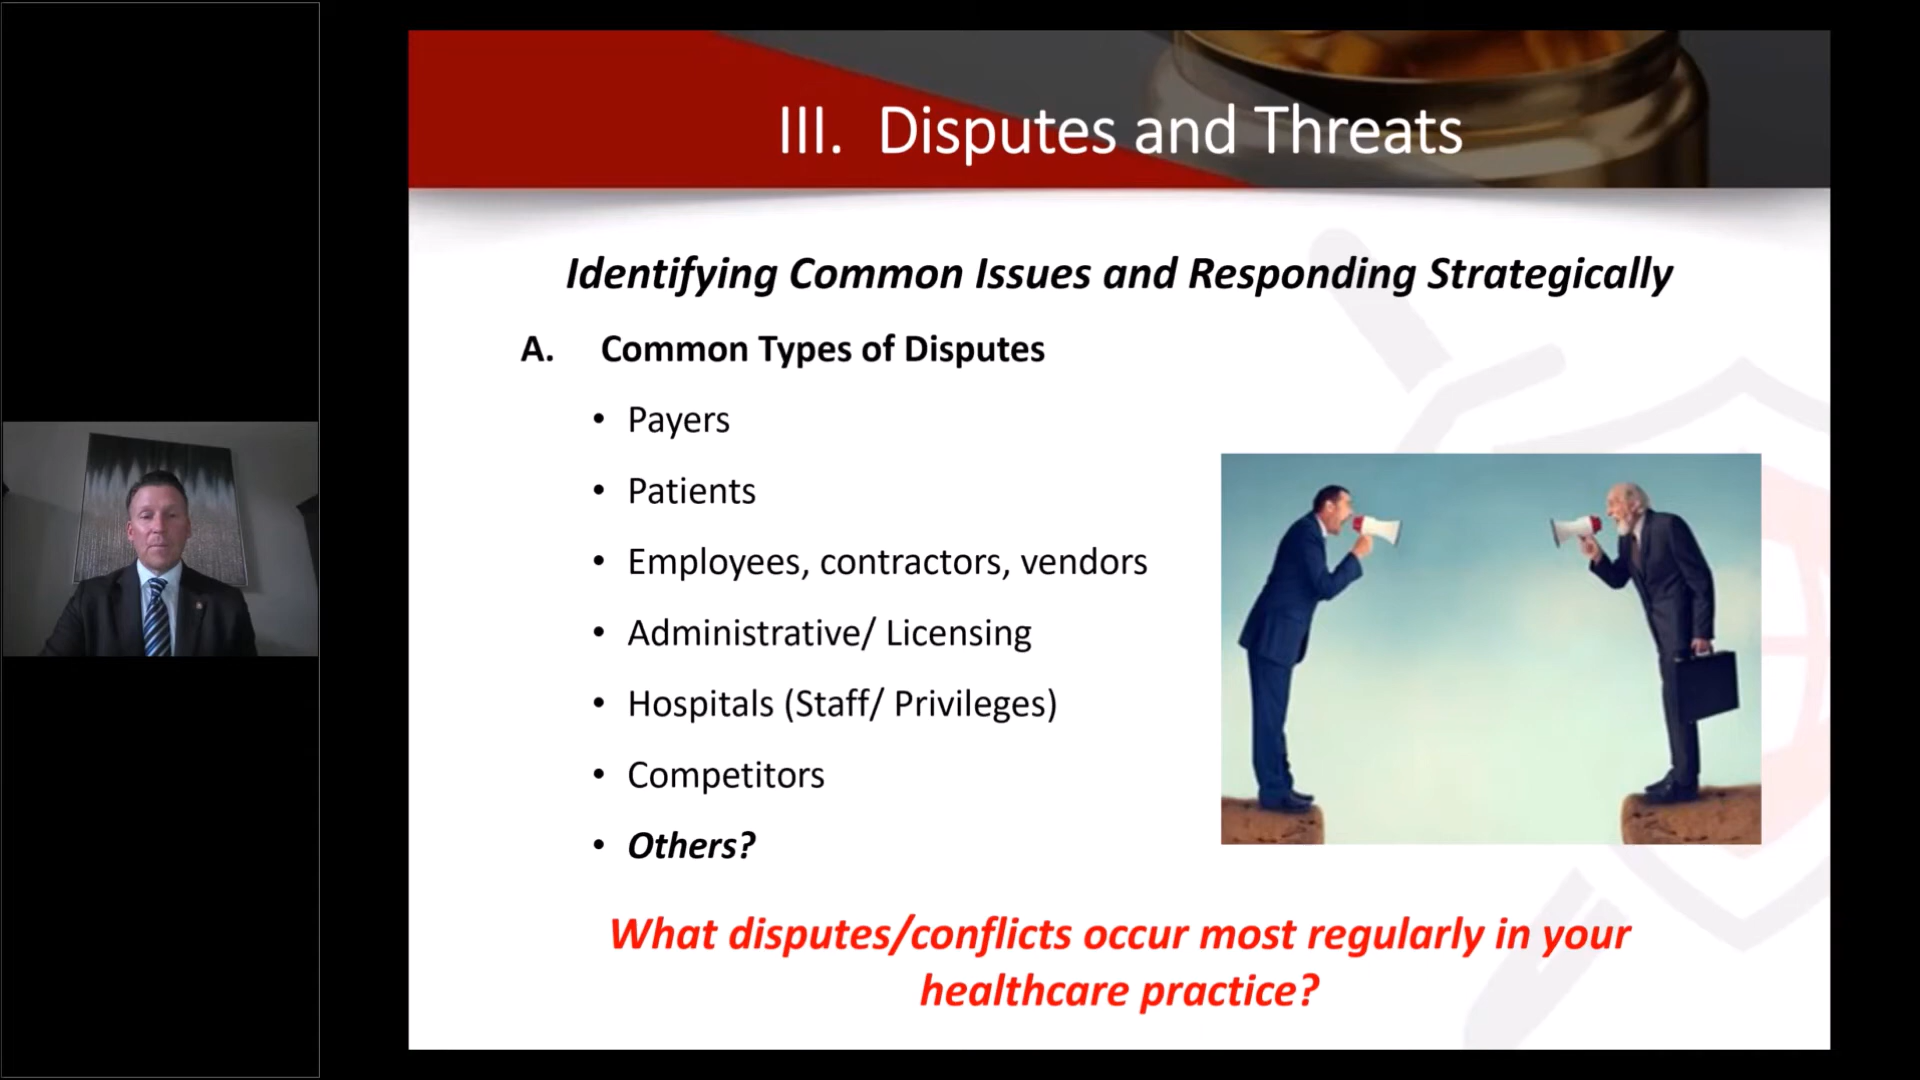 III. Disputes and Threats
Identifying Common Issues and Responding Strategically
A. Common Types of Disputes
• Payers
• Patients
• Employees, contractors, vendors
• Administrative/ Licensing
• Hospitals (Staff/ Privileges)
• Competitors
• Others?
What disputes/conflicts occur most regularly in your
healthcare practice?